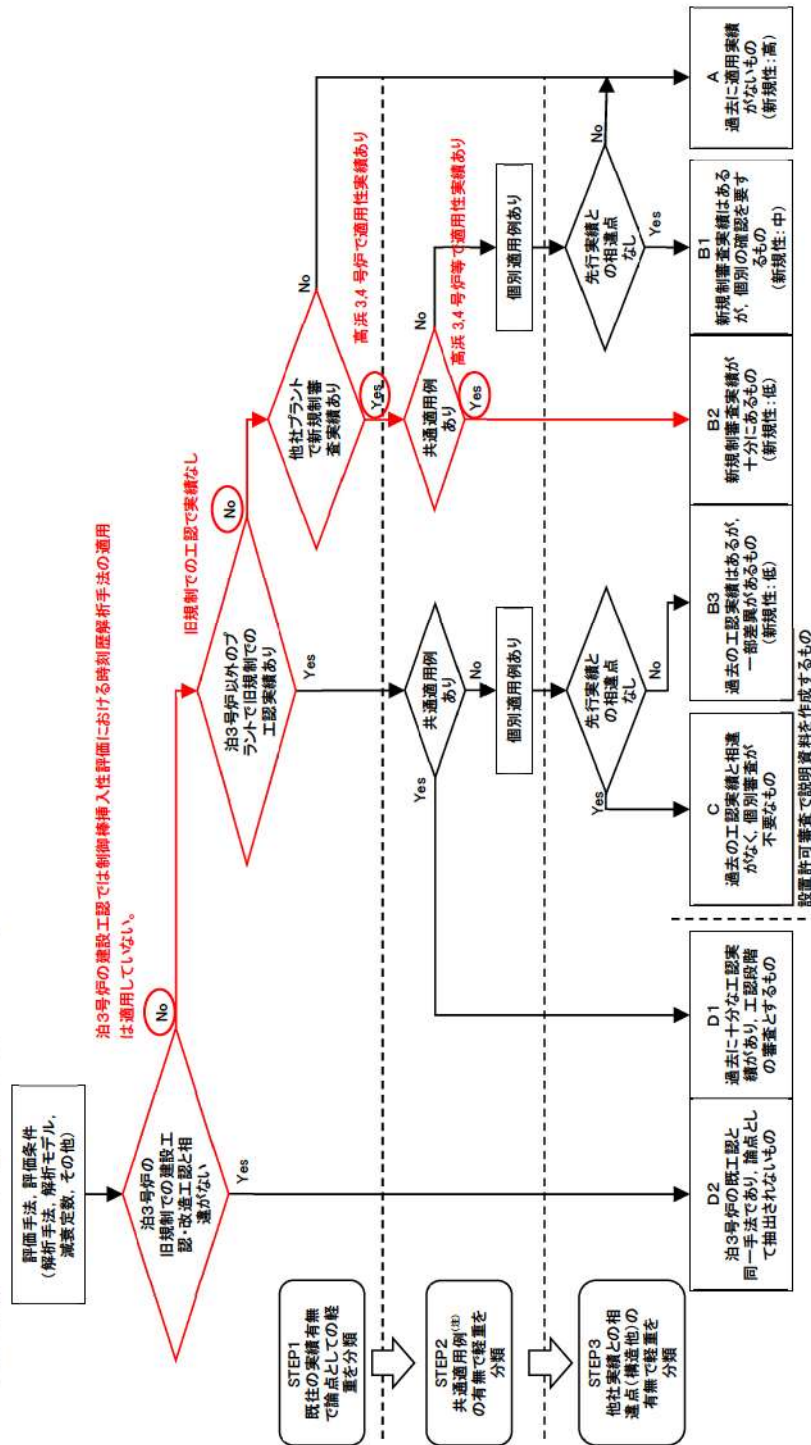 評価手法，評価条件
（解析手法，解析モデル，
減衰定数，その他）
泊3号炉の
旧規制での建設工
認・改造工認と相
違がない
No
Yes
泊3号炉の建設工認では制御棒挿入性評価における時刻歴解析手法の適用
は適用していない。
泊3号炉以外のプ
ラントで旧規制での
工認実績あり
No
Yes
旧規制での工認で実績なし
他社プラント
で新規制審
査実績あり
No
Yes
高浜3,4号炉で適用性実績あり
STEP1
既往の実績有無
で論点としての軽
重を分類
STEP2
共通適用例(注)
の有無で軽重を
分類
STEP3
他社実績との相
違点（構造他）の
有無で軽重を
分類
共通適用例
あり
Yes
No
個別適用例あり
先行実績と
の相違点
なし
Yes
No
共通適用例
あり
No
Yes
高浜3,4号炉等で適用性実績あり
個別適用例あり
先行実績と
の相違点
なし
No
Yes
D2
泊3号炉の既工認と
同一手法であり，論点とし
て抽出されないもの
D1
過去に十分な工認実
績があり，工認段階
の審査とするもの
C
過去の工認実績と相違
がなく，個別審査が
不要なもの
B3
過去の工認実績はあるが，
一部差異があるもの
（新規性：低）
B2
新規制審査実績が
十分にあるもの
（新規性：低）
B1
新規制審査実績はある
が，個別の確認を要す
るもの
（新規性：中）
A
過去に適用実績
がないもの
（新規性：高）
設置許可審査で説明資料を作成するもの